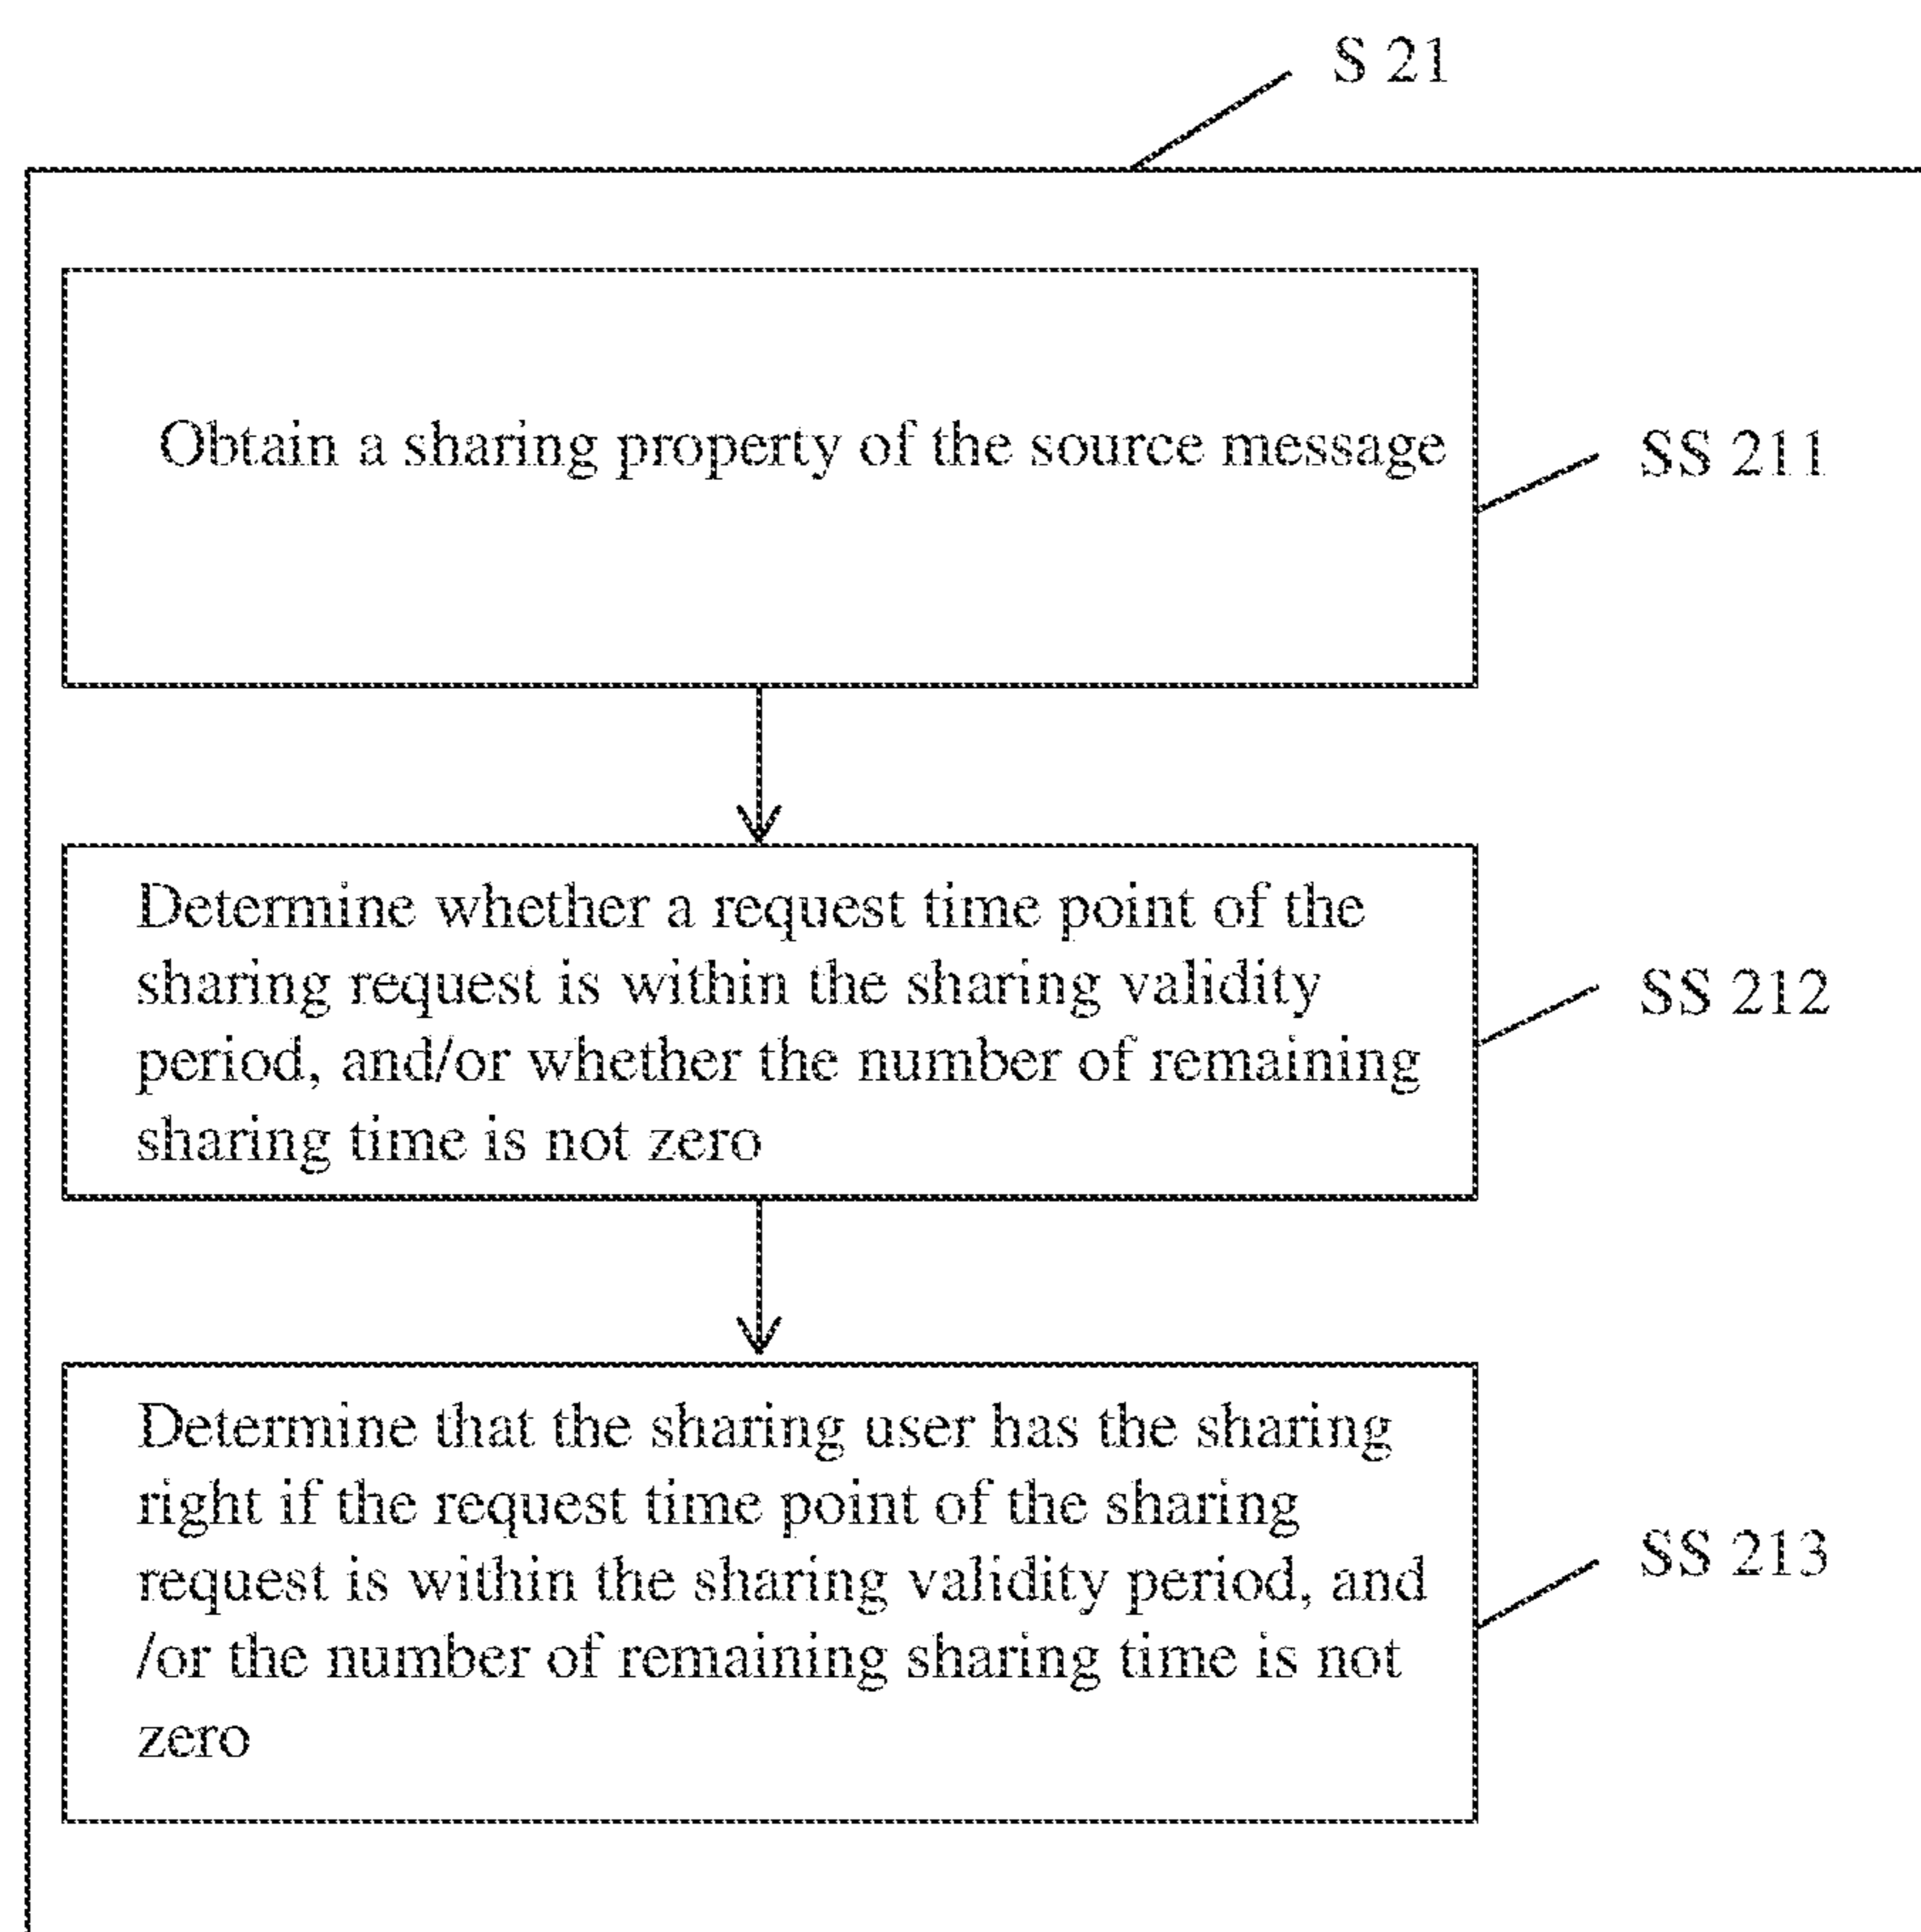 S 21
Obtain a sharing property of the source message
SS 211
Determine whether a request time point of the
sharing request is within the sharing validity
period, and/or whether the number of remaining
sharing time is not zero
SS 212
Determine that the sharing user has the sharing
right if the request time point of the sharing
request is within the sharing validity period, and
/or the number of remaining sharing time is not
zero
SS 213